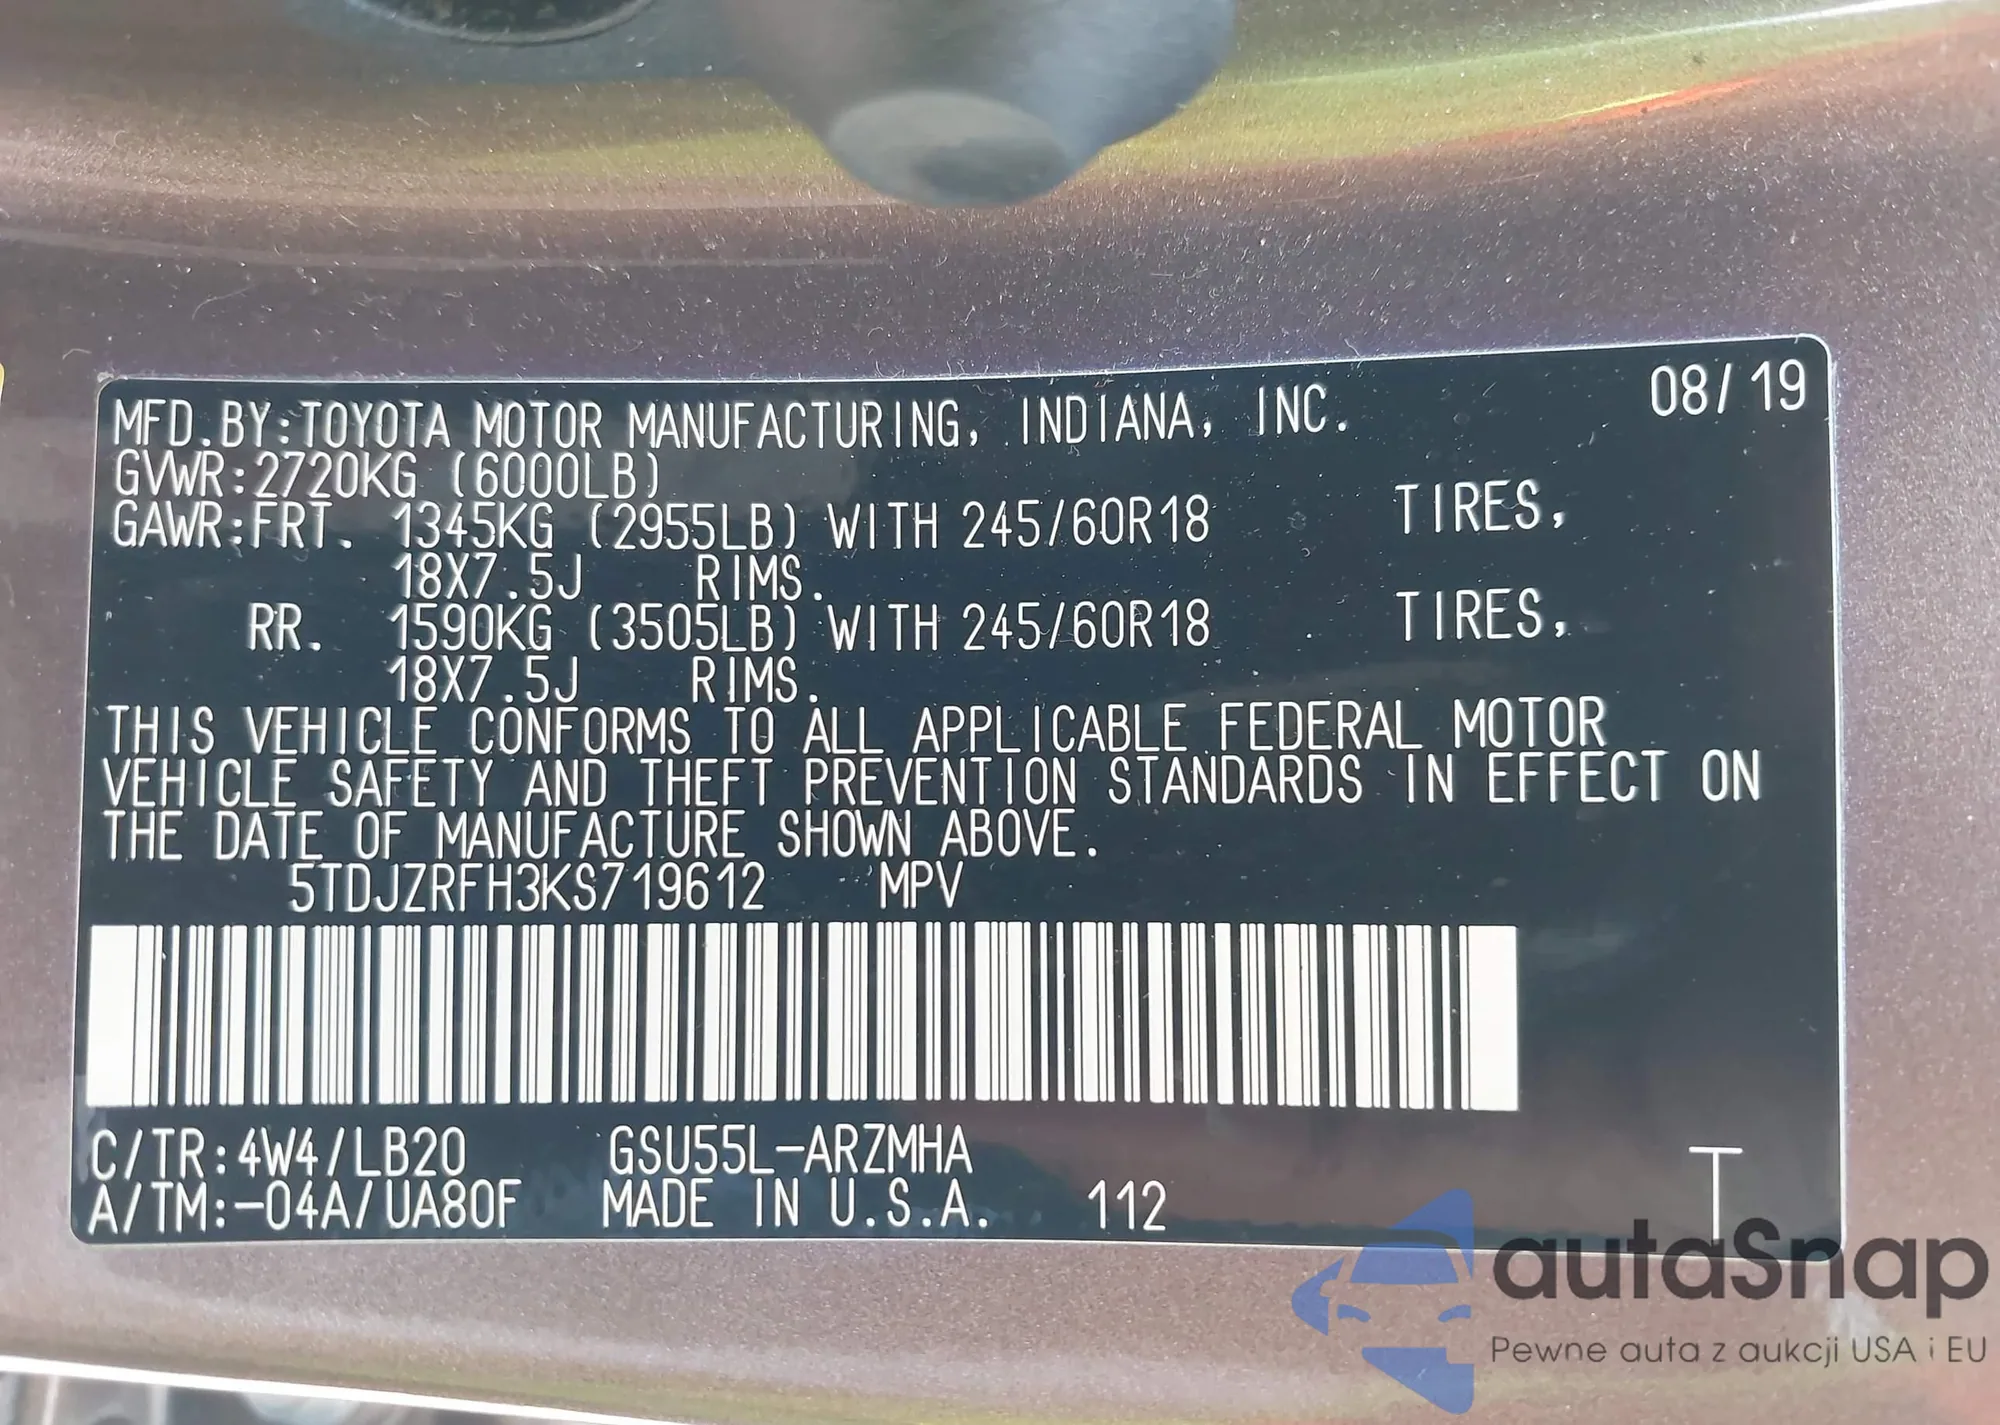 08/19
MFD.BY:TOYOTA MOTOR MANUFACTURING, INDIANA, INC.
GVWR:2720KG (6000LB)
GAWR:FRT. 1345KG (2955LB) WITH 245/60R18 TIRES,
18X7.5J RIMS.
RR. 1590KG (3505LB) WITH 245/60R18 TIRES,
18X7.5J RIMS.
THIS VEHICLE CONFORMS TO ALL APPLICABLE FEDERAL MOTOR
VEHICLE SAFETY AND THEFT PREVENTION STANDARDS IN EFFECT ON
THE DATE OF MANUFACTURE SHOWN ABOVE.
5TDJZRFH3KS719612 MPV
C/TR:4W4/LB20 GSU55L-ARZMHA
A/TM:-04A/UA80F MADE IN U.S.A. 112
T
autaSnap
Pewne auta z aukcji USA i EU